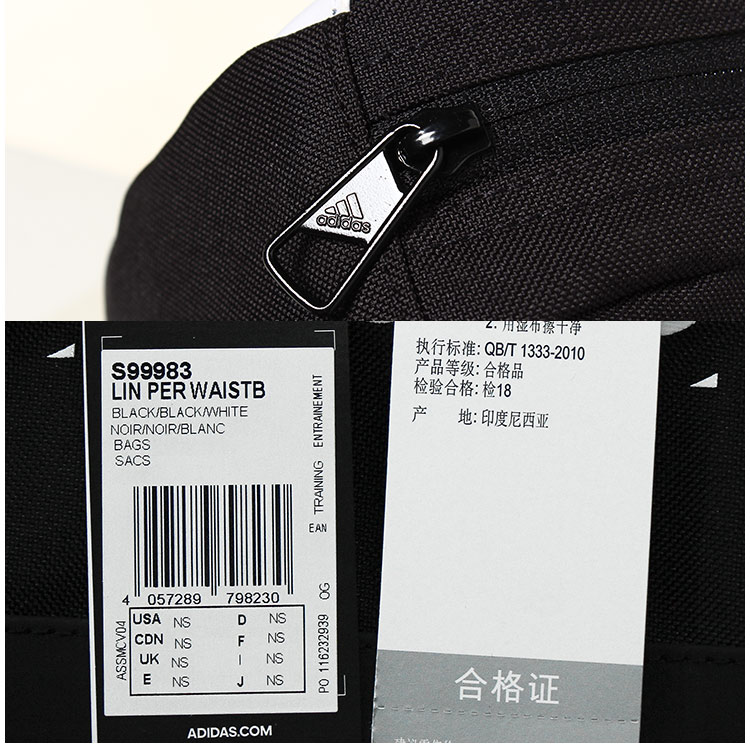 adidas
S99983
LIN PER WAISTB
BLACK/BLACK/WHITE
NOIR/NOIR/BLANC
BAGS
SACS
TRAINING ENTRAINEMENT
EAN
4 057289 798230
OG
USA NS D NS
CDN NS F NS
UK NS I NS
E NS J NS
ASSMCV04
PO 116232939
ADIDAS.COM
2. 用湿布擦干净
执行标准: QB/T 1333-2010
产品等级: 合格品
检验合格: 检18
产 地: 印度尼西亚
合格证